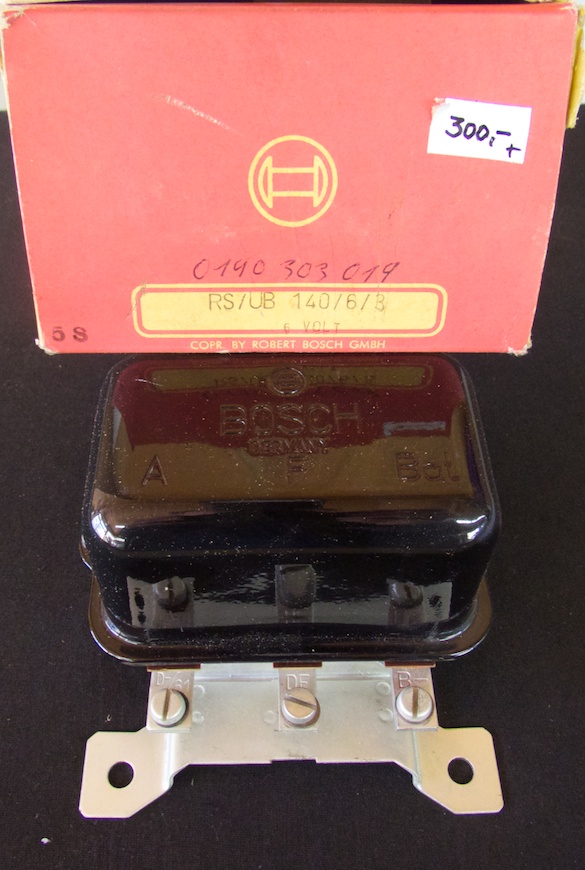 300,-
+
0190 303 019
RS/UB 140/6/3
6 VOLT
5 S
COPR. BY ROBERT BOSCH GMBH
BOSCH
GERMANY
A
Bat
DF